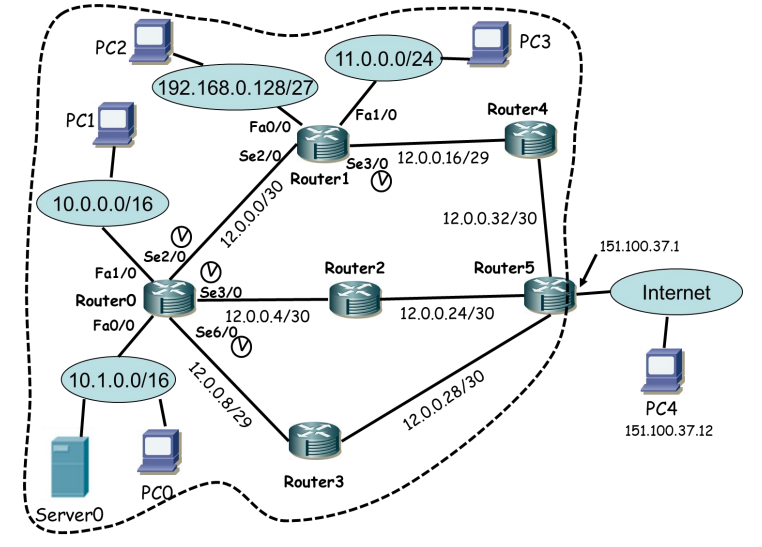 PC2
PC3
11.0.0.0/24
192.168.0.128/27
PC1
Fa1/0
Router4
Fa0/0
Se2/0
Se3/0
12.0.0.16/29
Router1
V
10.0.0.0/16
12.0.0.0/30
12.0.0.32/30
V
Se2/0
151.100.37.1
Fa1/0
V
Router2
Router5
Router0
Se3/0
Internet
Fa0/0
12.0.0.4/30
12.0.0.24/30
Se6/0
V
10.1.0.0/16
12.0.0.8/29
12.0.0.28/30
PC4
151.100.37.12
Router3
PC0
Server0